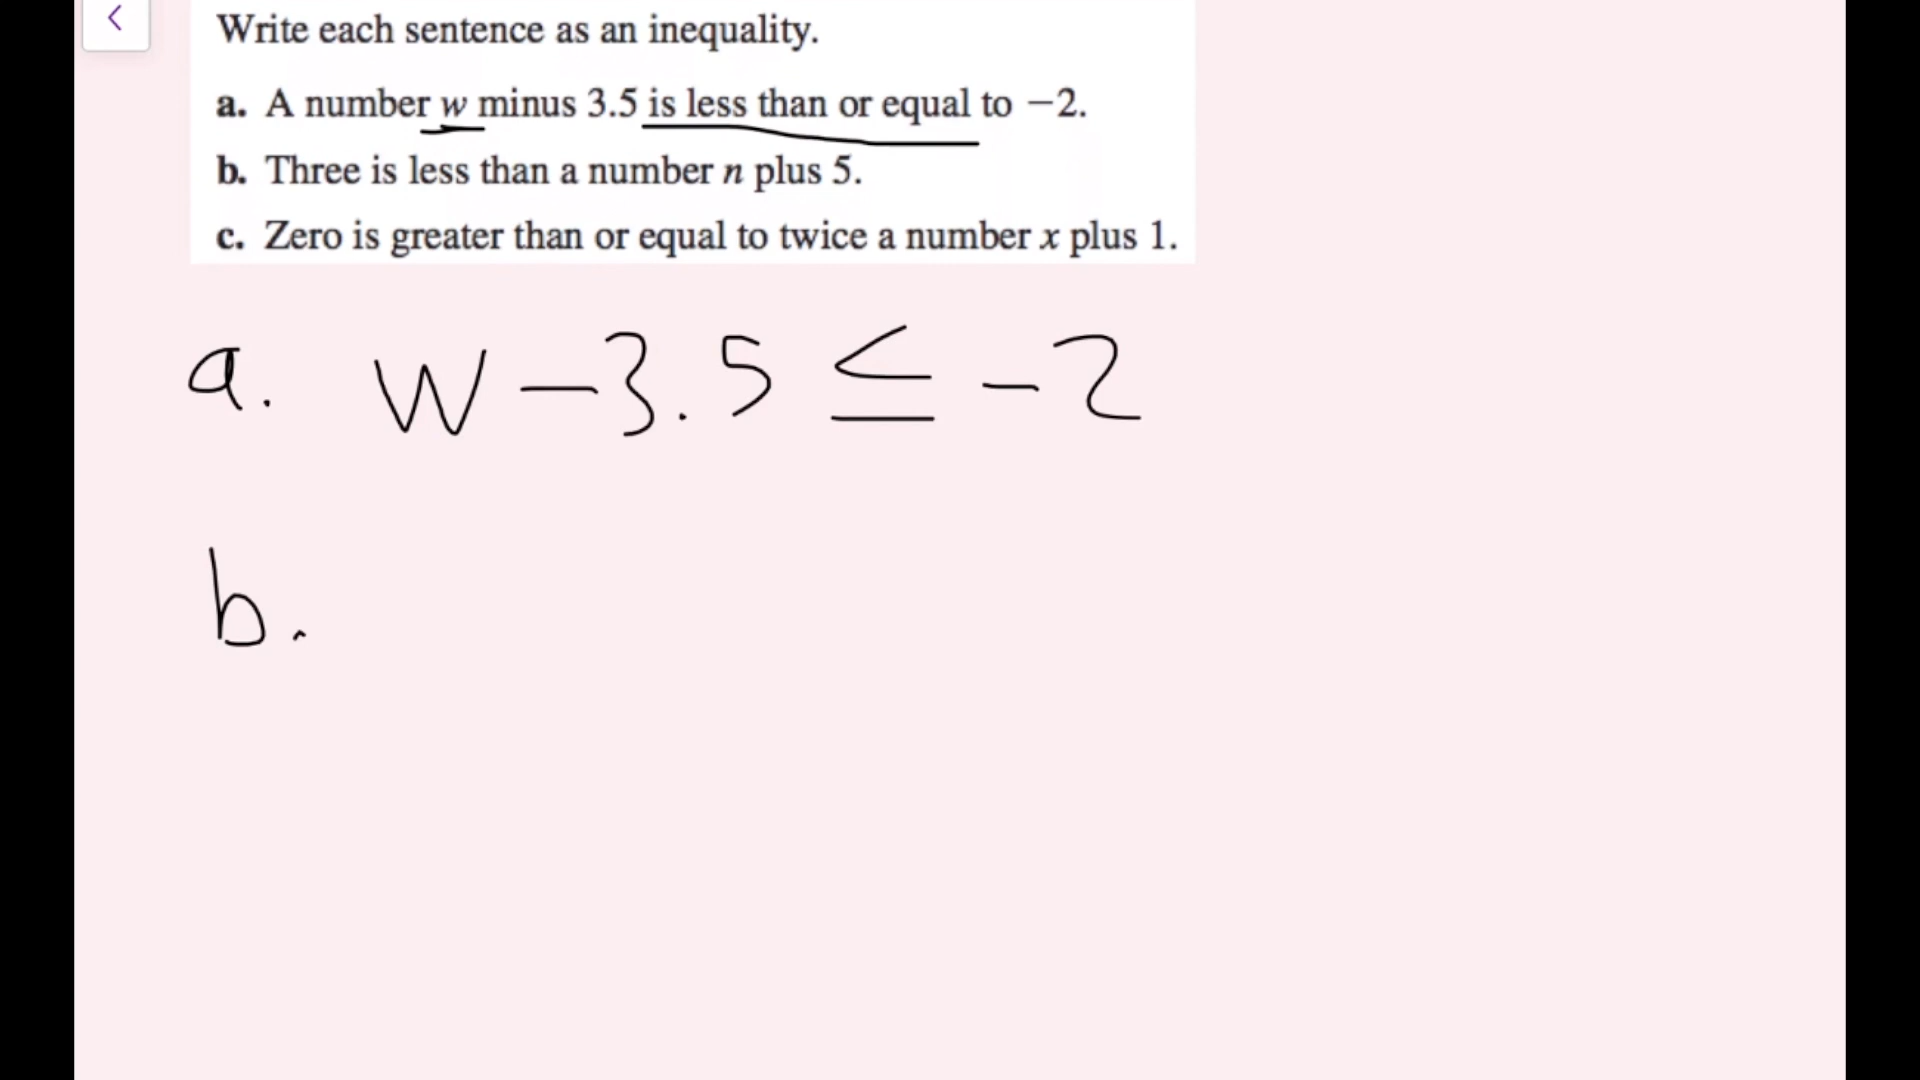 Write each sentence as an inequality.
a. A number w minus 3.5 is less than or equal to −2.
b. Three is less than a number n plus 5.
c. Zero is greater than or equal to twice a number x plus 1.
a. W − 3.5 ≤ − 2
b.